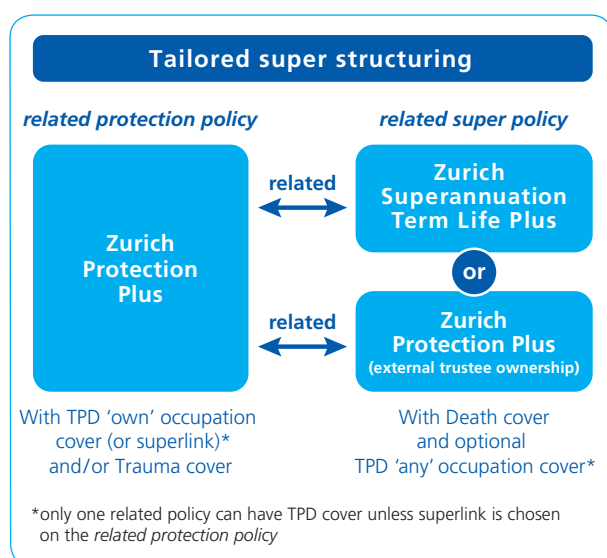 Tailored super structuring
related protection policy
related super policy
Zurich
Protection
Plus
related
Zurich
Superannuation
Term Life Plus
or
related
Zurich
Protection Plus
(external trustee ownership)
With TPD ‘own’ occupation
cover (or superlink)*
and/or Trauma cover
With Death cover
and optional
TPD ‘any’ occupation cover*
*only one related policy can have TPD cover unless superlink is chosen
on the related protection policy